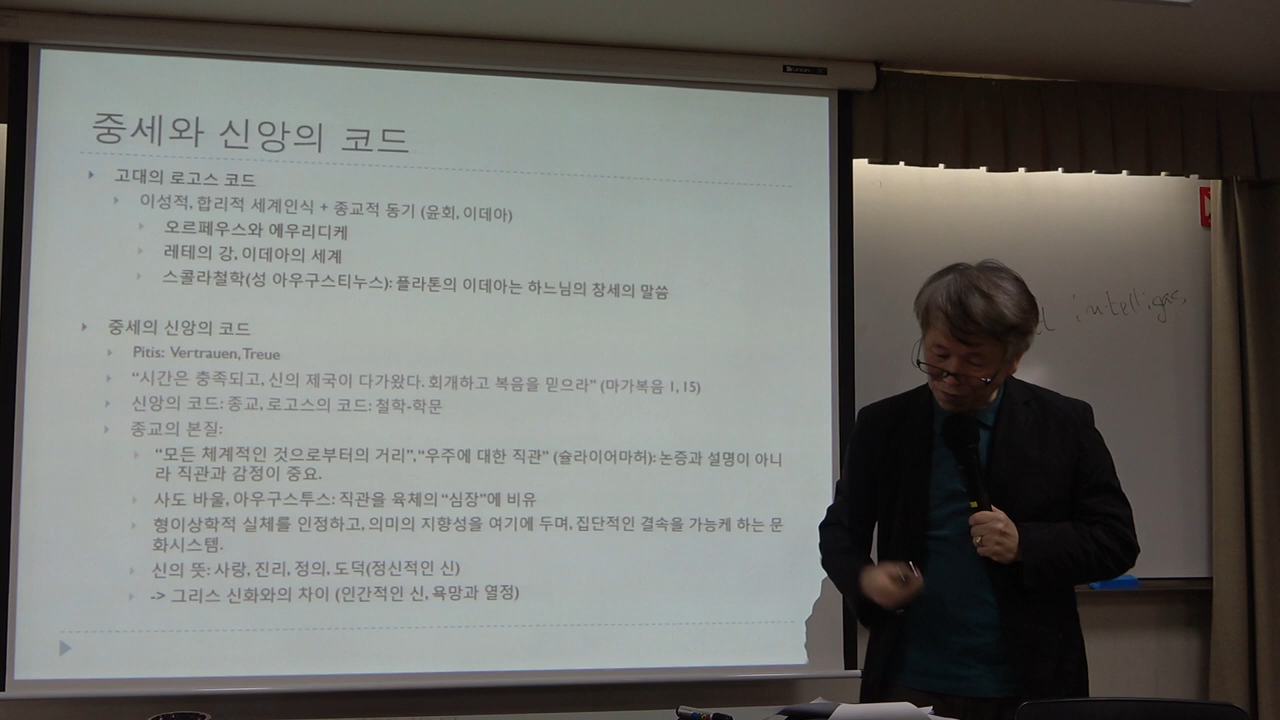 중세와 신앙의 코드
고대의 로고스 코드
이성적, 합리적 세계인식 + 종교적 동기 (윤회, 이데아)
오르페우스와 에우리디케
레테의 강, 이데아의 세계
스콜라철학(성 아우구스티누스): 플라톤의 이데아는 하느님의 창세의 말씀
중세의 신앙의 코드
Pitis: Vertrauen, Treue
“시간은 충족되고, 신의 제국이 다가왔다. 회개하고 복음을 믿으라” (마가복음 1, 15)
신앙의 코드: 종교, 로고스의 코드: 철학-학문
종교의 본질:
“모든 체계적인 것으로부터의 거리”, “우주에 대한 직관” (슐라이어마허): 논증과 설명이 아니
라 직관과 감정이 중요.
사도 바울, 아우구스투스: 직관을 육체의 “심장”에 비유
형이상학적 실체를 인정하고, 의미의 지향성을 여기에 두며, 집단적인 결속을 가능케 하는 문
화시스템.
신의 뜻: 사랑, 진리, 정의, 도덕(정신적인 신)
-> 그리스 신화와의 차이 (인간적인 신, 욕망과 열정)
intelligas